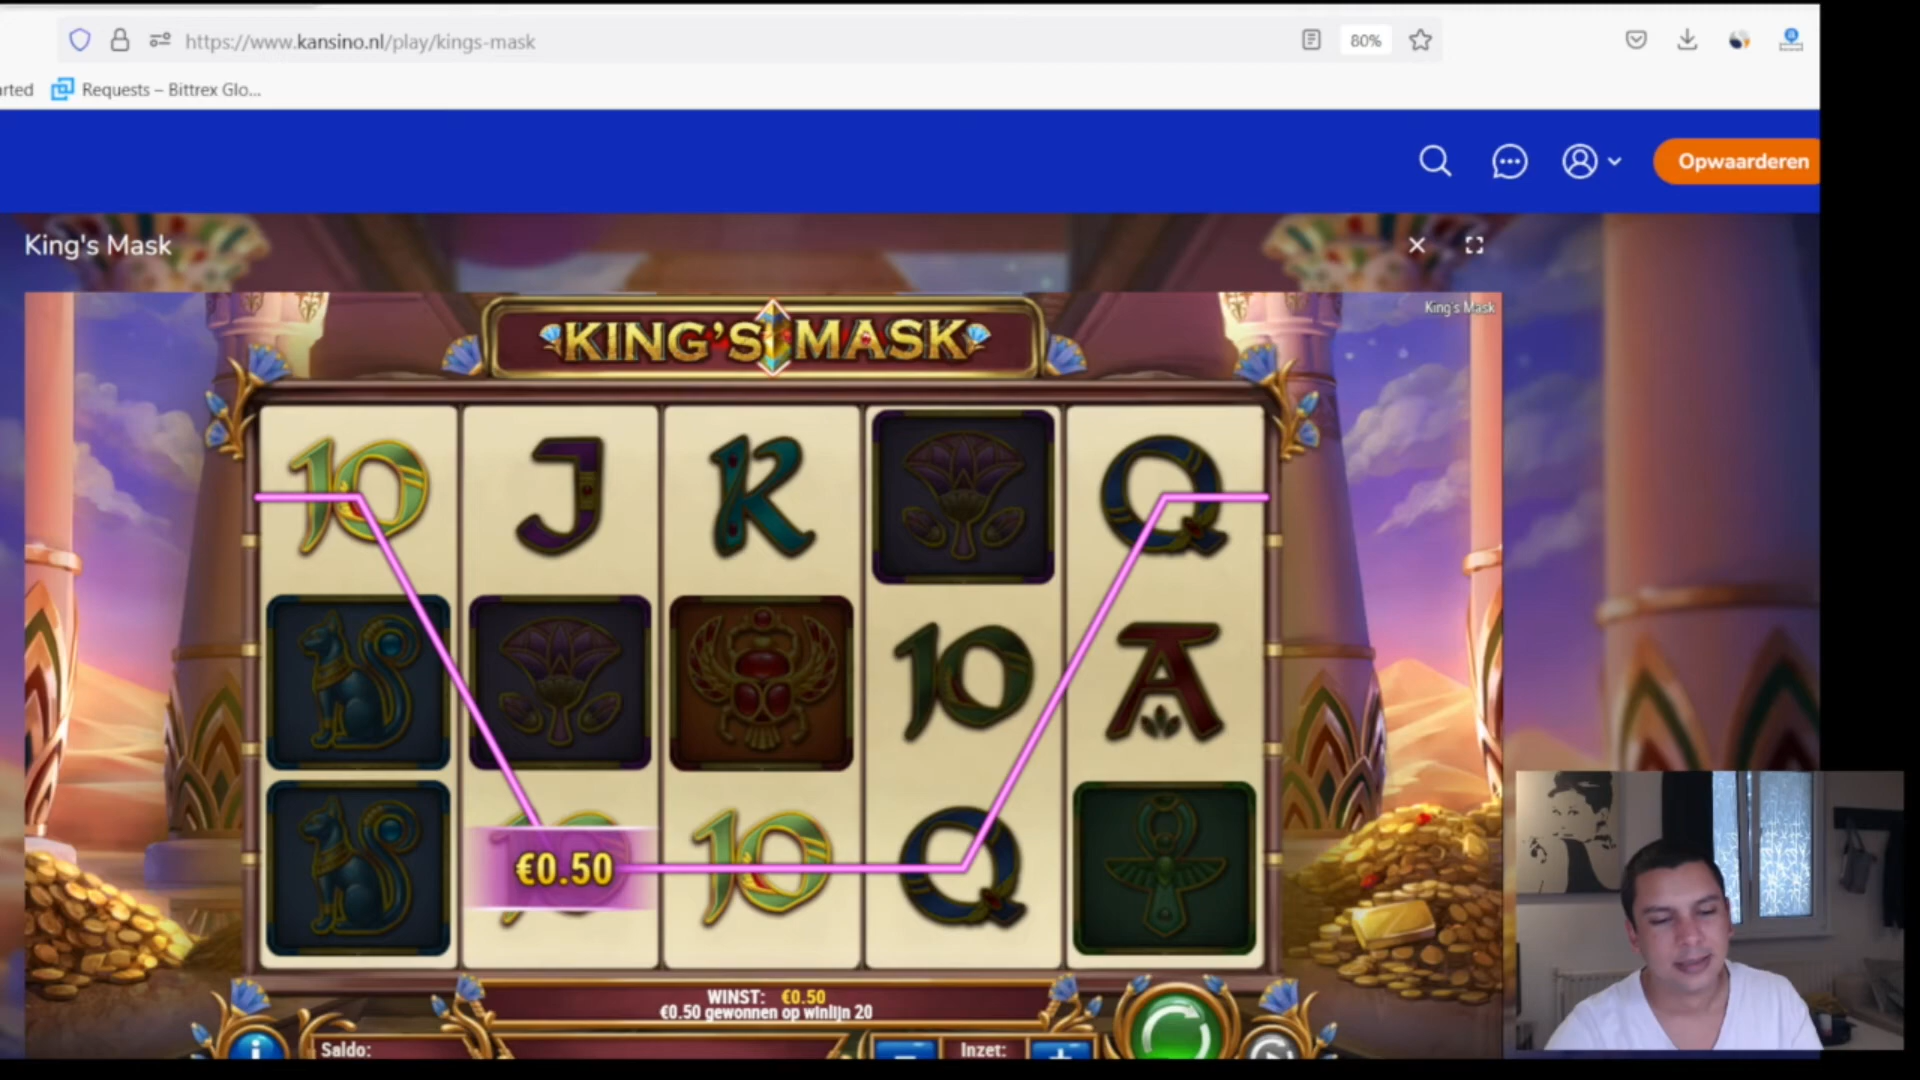 https://www.kansino.nl/play/kings-mask
80%
rted
Requests – Bittrex Glo...
Opwaarderen
King's Mask
King's Mask
KING'S MASK
10 J K Q
10 A
€0.50 10 Q
WINST: €0.50
€0.50 gewonnen op winlijn 20
Saldo:
Inzet: